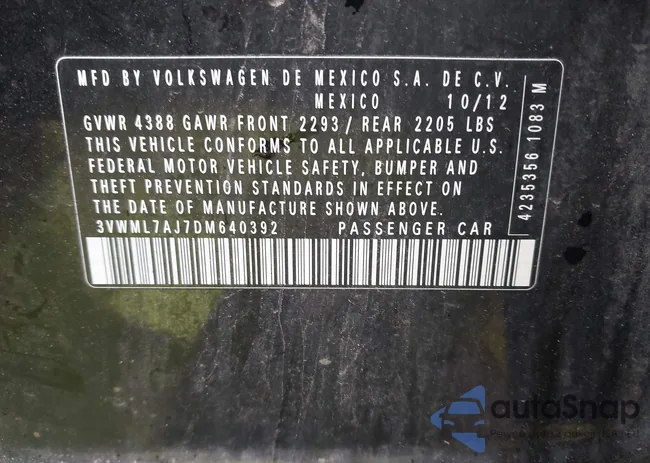 MFD BY VOLKSWAGEN DE MEXICO S.A. DE C.V.
MEXICO 10/12
GVWR 4388 GAWR FRONT 2293/ REAR 2205 LBS
THIS VEHICLE CONFORMS TO ALL APPLICABLE U.S.
FEDERAL MOTOR VEHICLE SAFETY, BUMPER AND
THEFT PREVENTION STANDARDS IN EFFECT ON
THE DATE OF MANUFACTURE SHOWN ABOVE.
3VWML7AJ7DM640392 PASSENGER CAR
4235356 1083 M
autoSnap